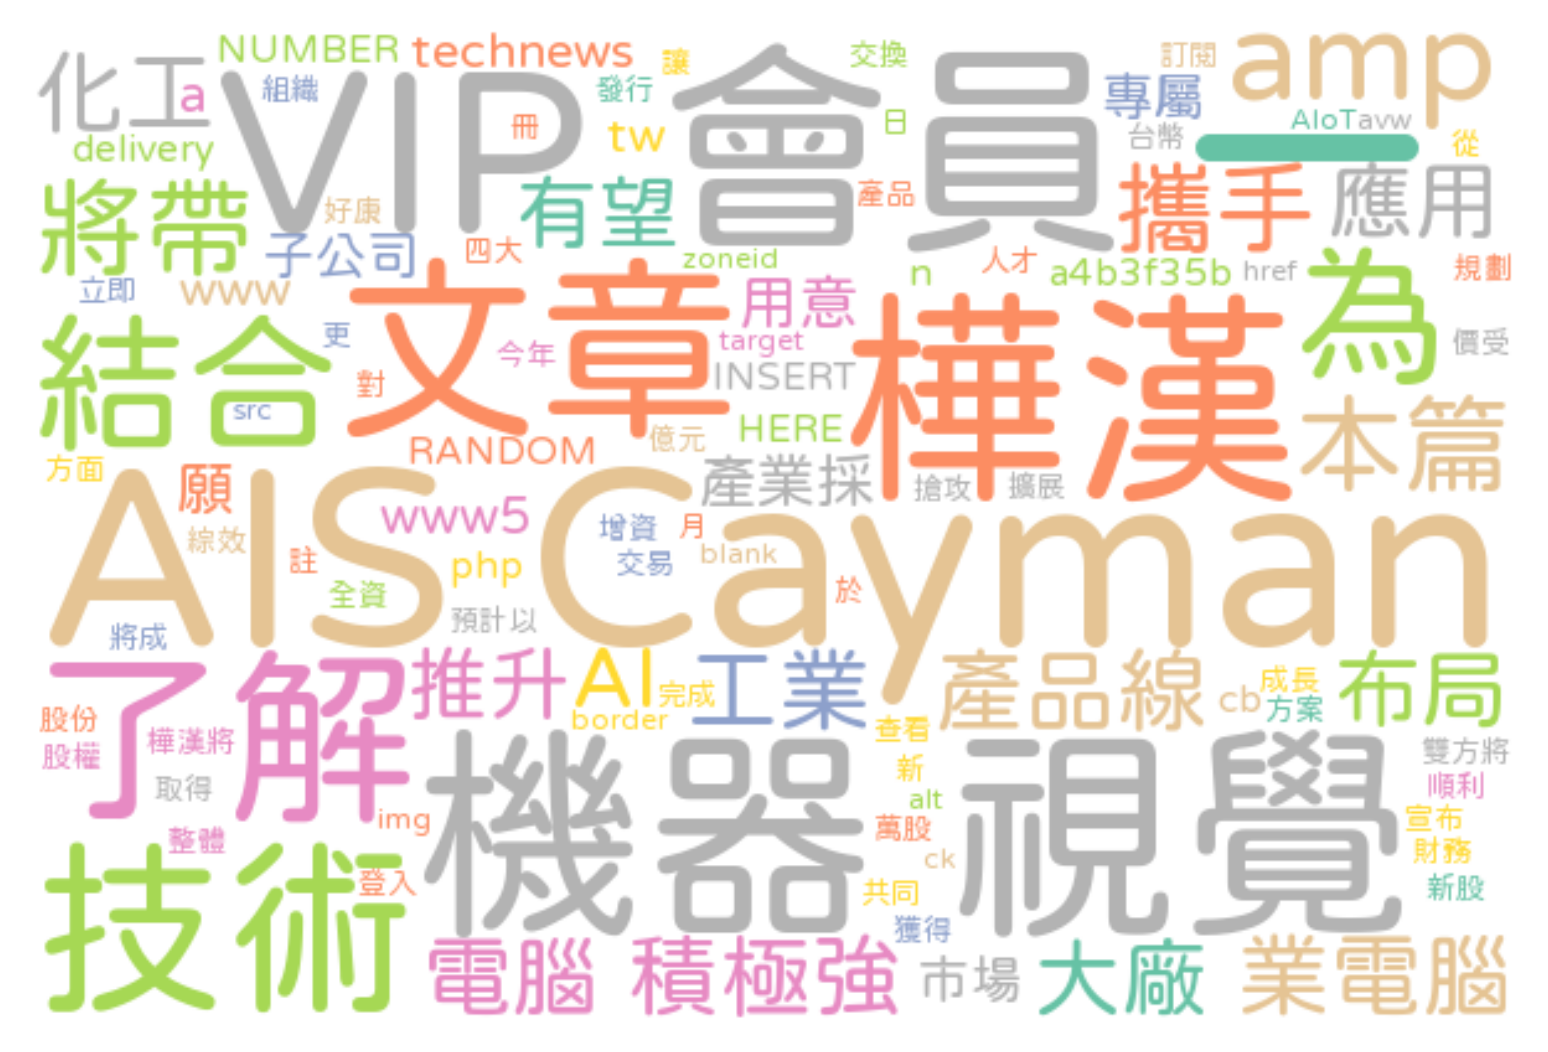 NUMBER technews 讓 交換 訂閱 amp
化工 a 組織 VIP 會員 發行 專屬
冊 tw 日 台幣 AIoT avw 從
delivery
將帶 好康 有望 產品 攜手 應用
子公司 四大 zoneid n 人才 a4b3f35b href 為 規劃
立即 www 文章 用意 樺漢
結合 更 今年 target 價受
對 INSERT
src RANDOM 億元 HERE 本篇
方面 願 產業採 搶攻 擴展
AIS Cayman www5 增資 月
綜效 註 php 交易 blank
全資 預計以 於
將成
了解 推升 AI 完成 工業 產品線 cb 成長 布局
股份 border 查看 方案
股權 樺漢將 機器視覺 新 雙方將
取得 alt 順利
img 萬股 宣布
整體 ck 財務
技術 登入 共同 新股
獲得
電腦 積極強 市場 大廠 業電腦